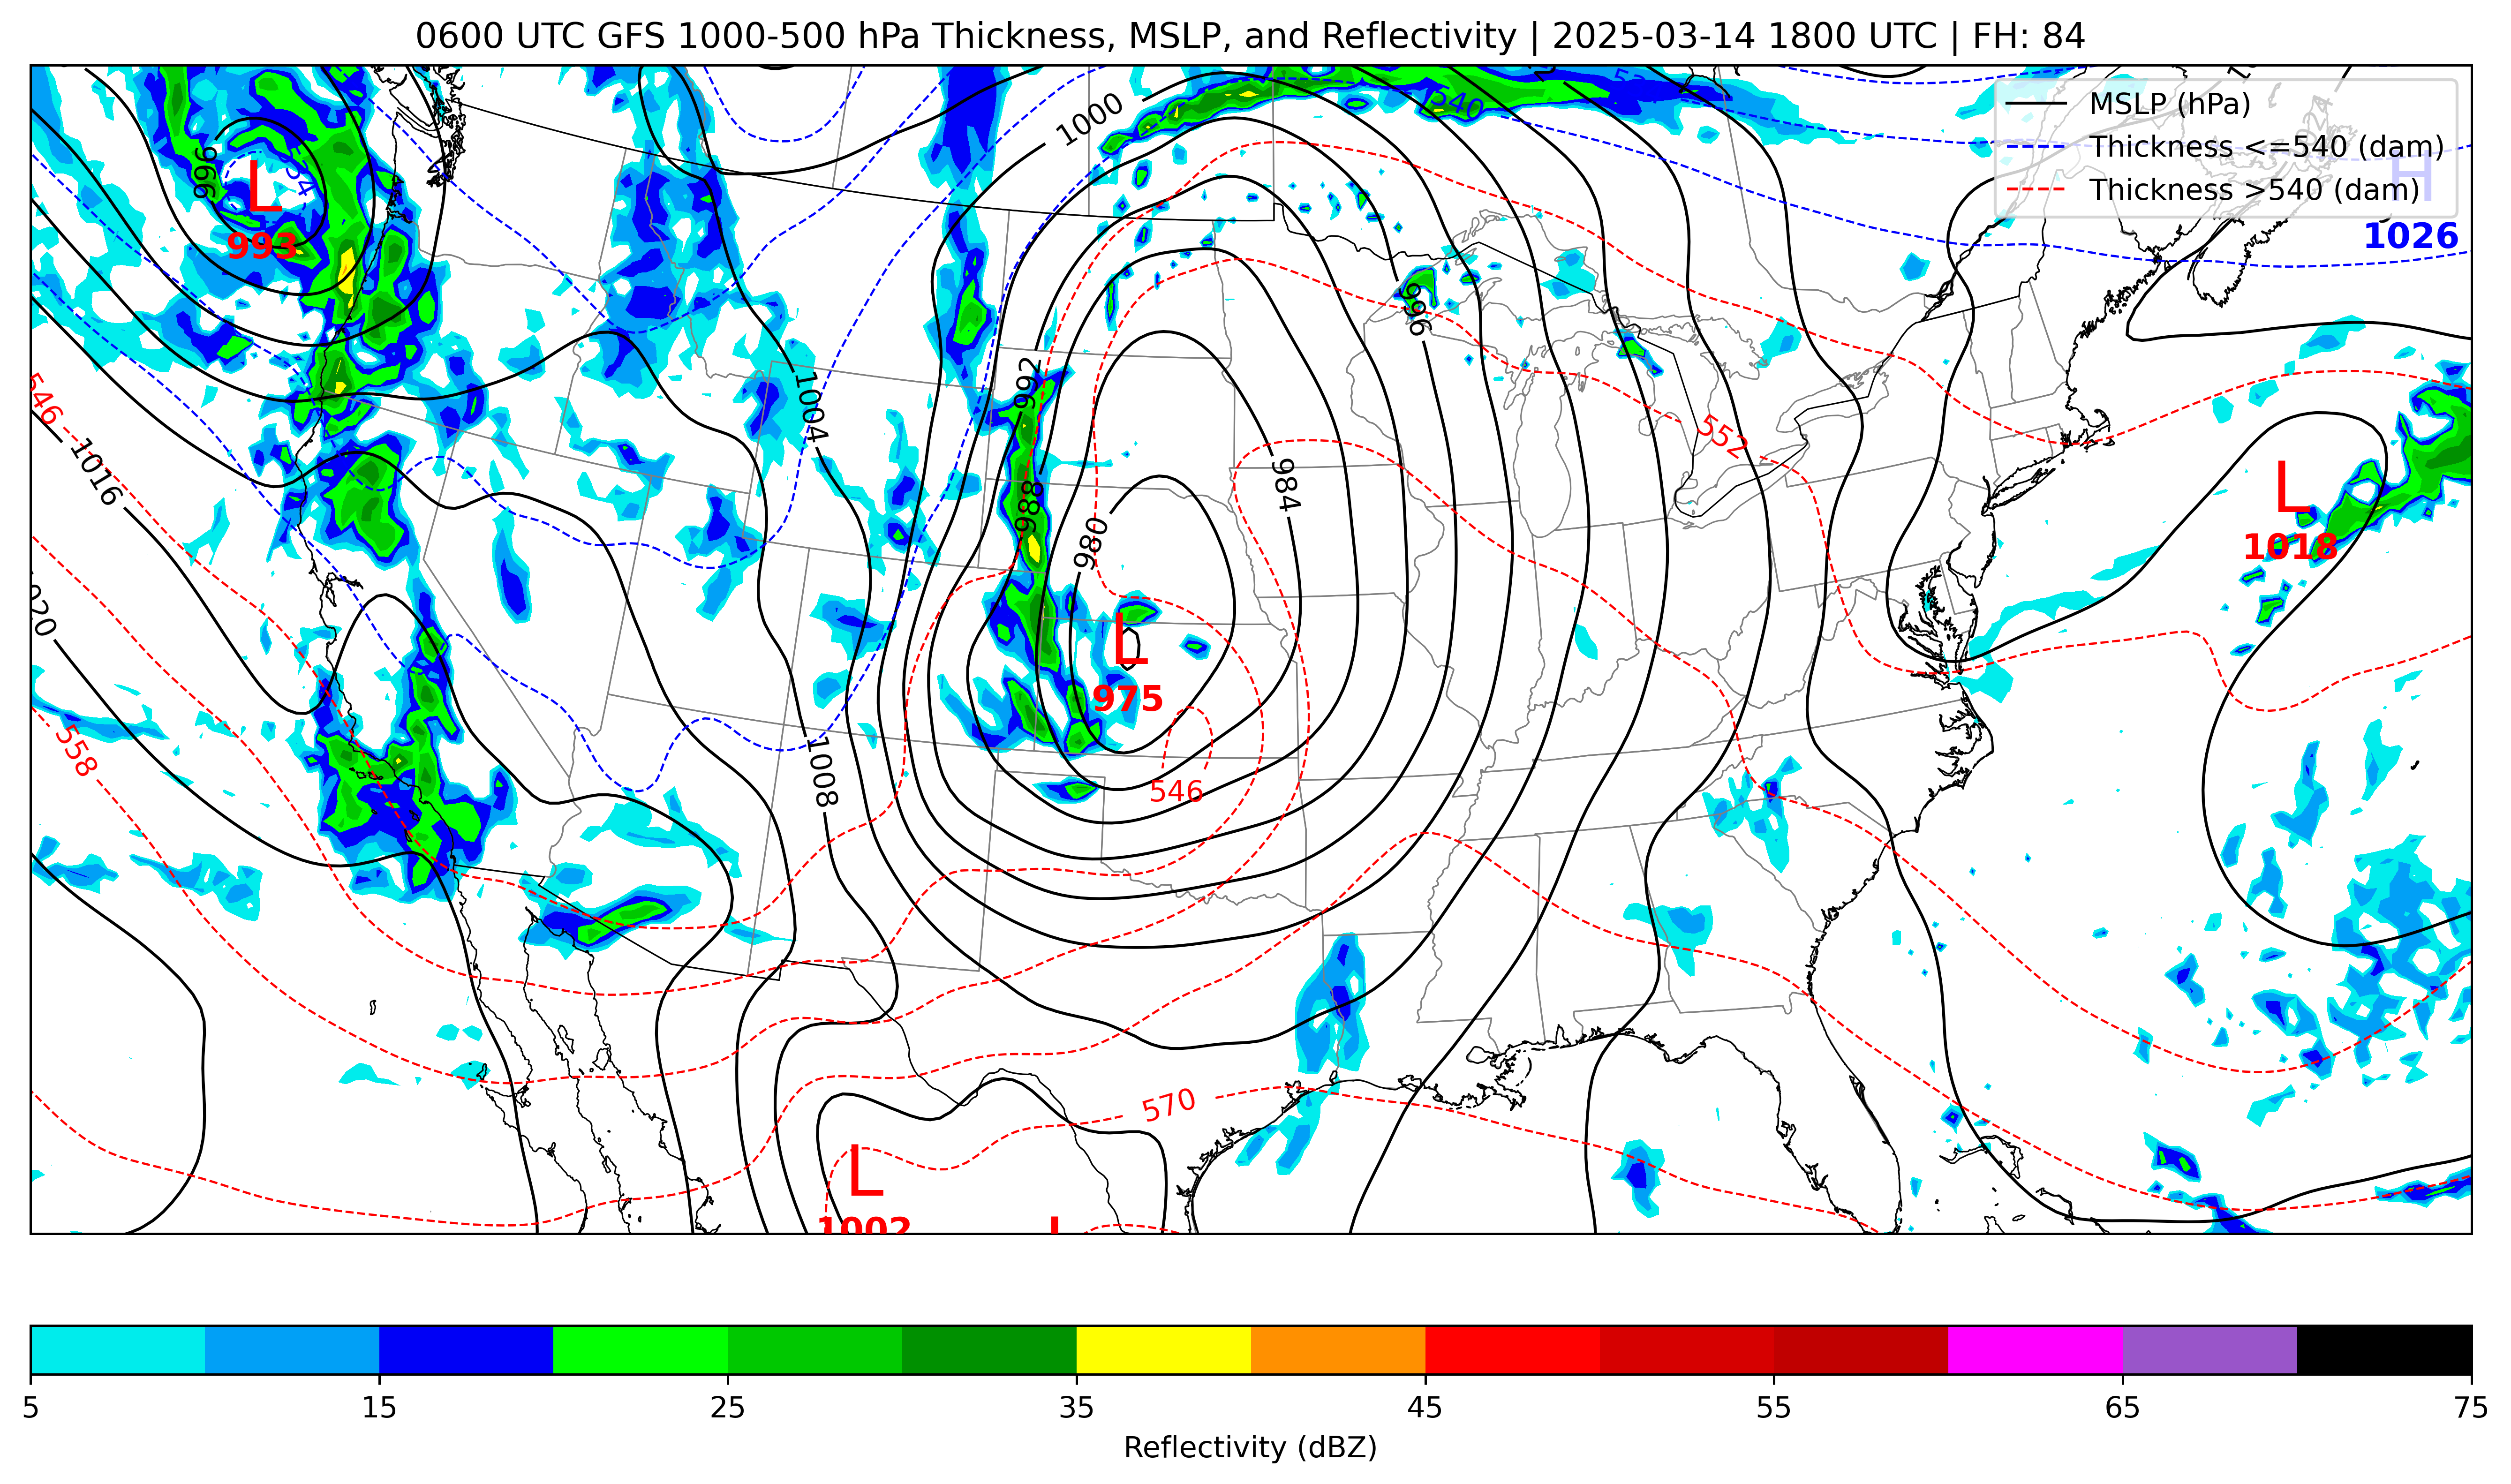 0600 UTC GFS 1000-500 hPa Thickness, MSLP, and Reflectivity | 2025-03-14 1800 UTC | FH: 84
MSLP (hPa)
Thickness <=540 (dam)
Thickness >540 (dam)
1000
540
996
534
L
993
H
1026
996
992
1004
546
1016
552
984
988
980
L
1018
1020
L
975
558
1008
546
570
L
1002
L
5 15 25 35 45 55 65 75
Reflectivity (dBZ)